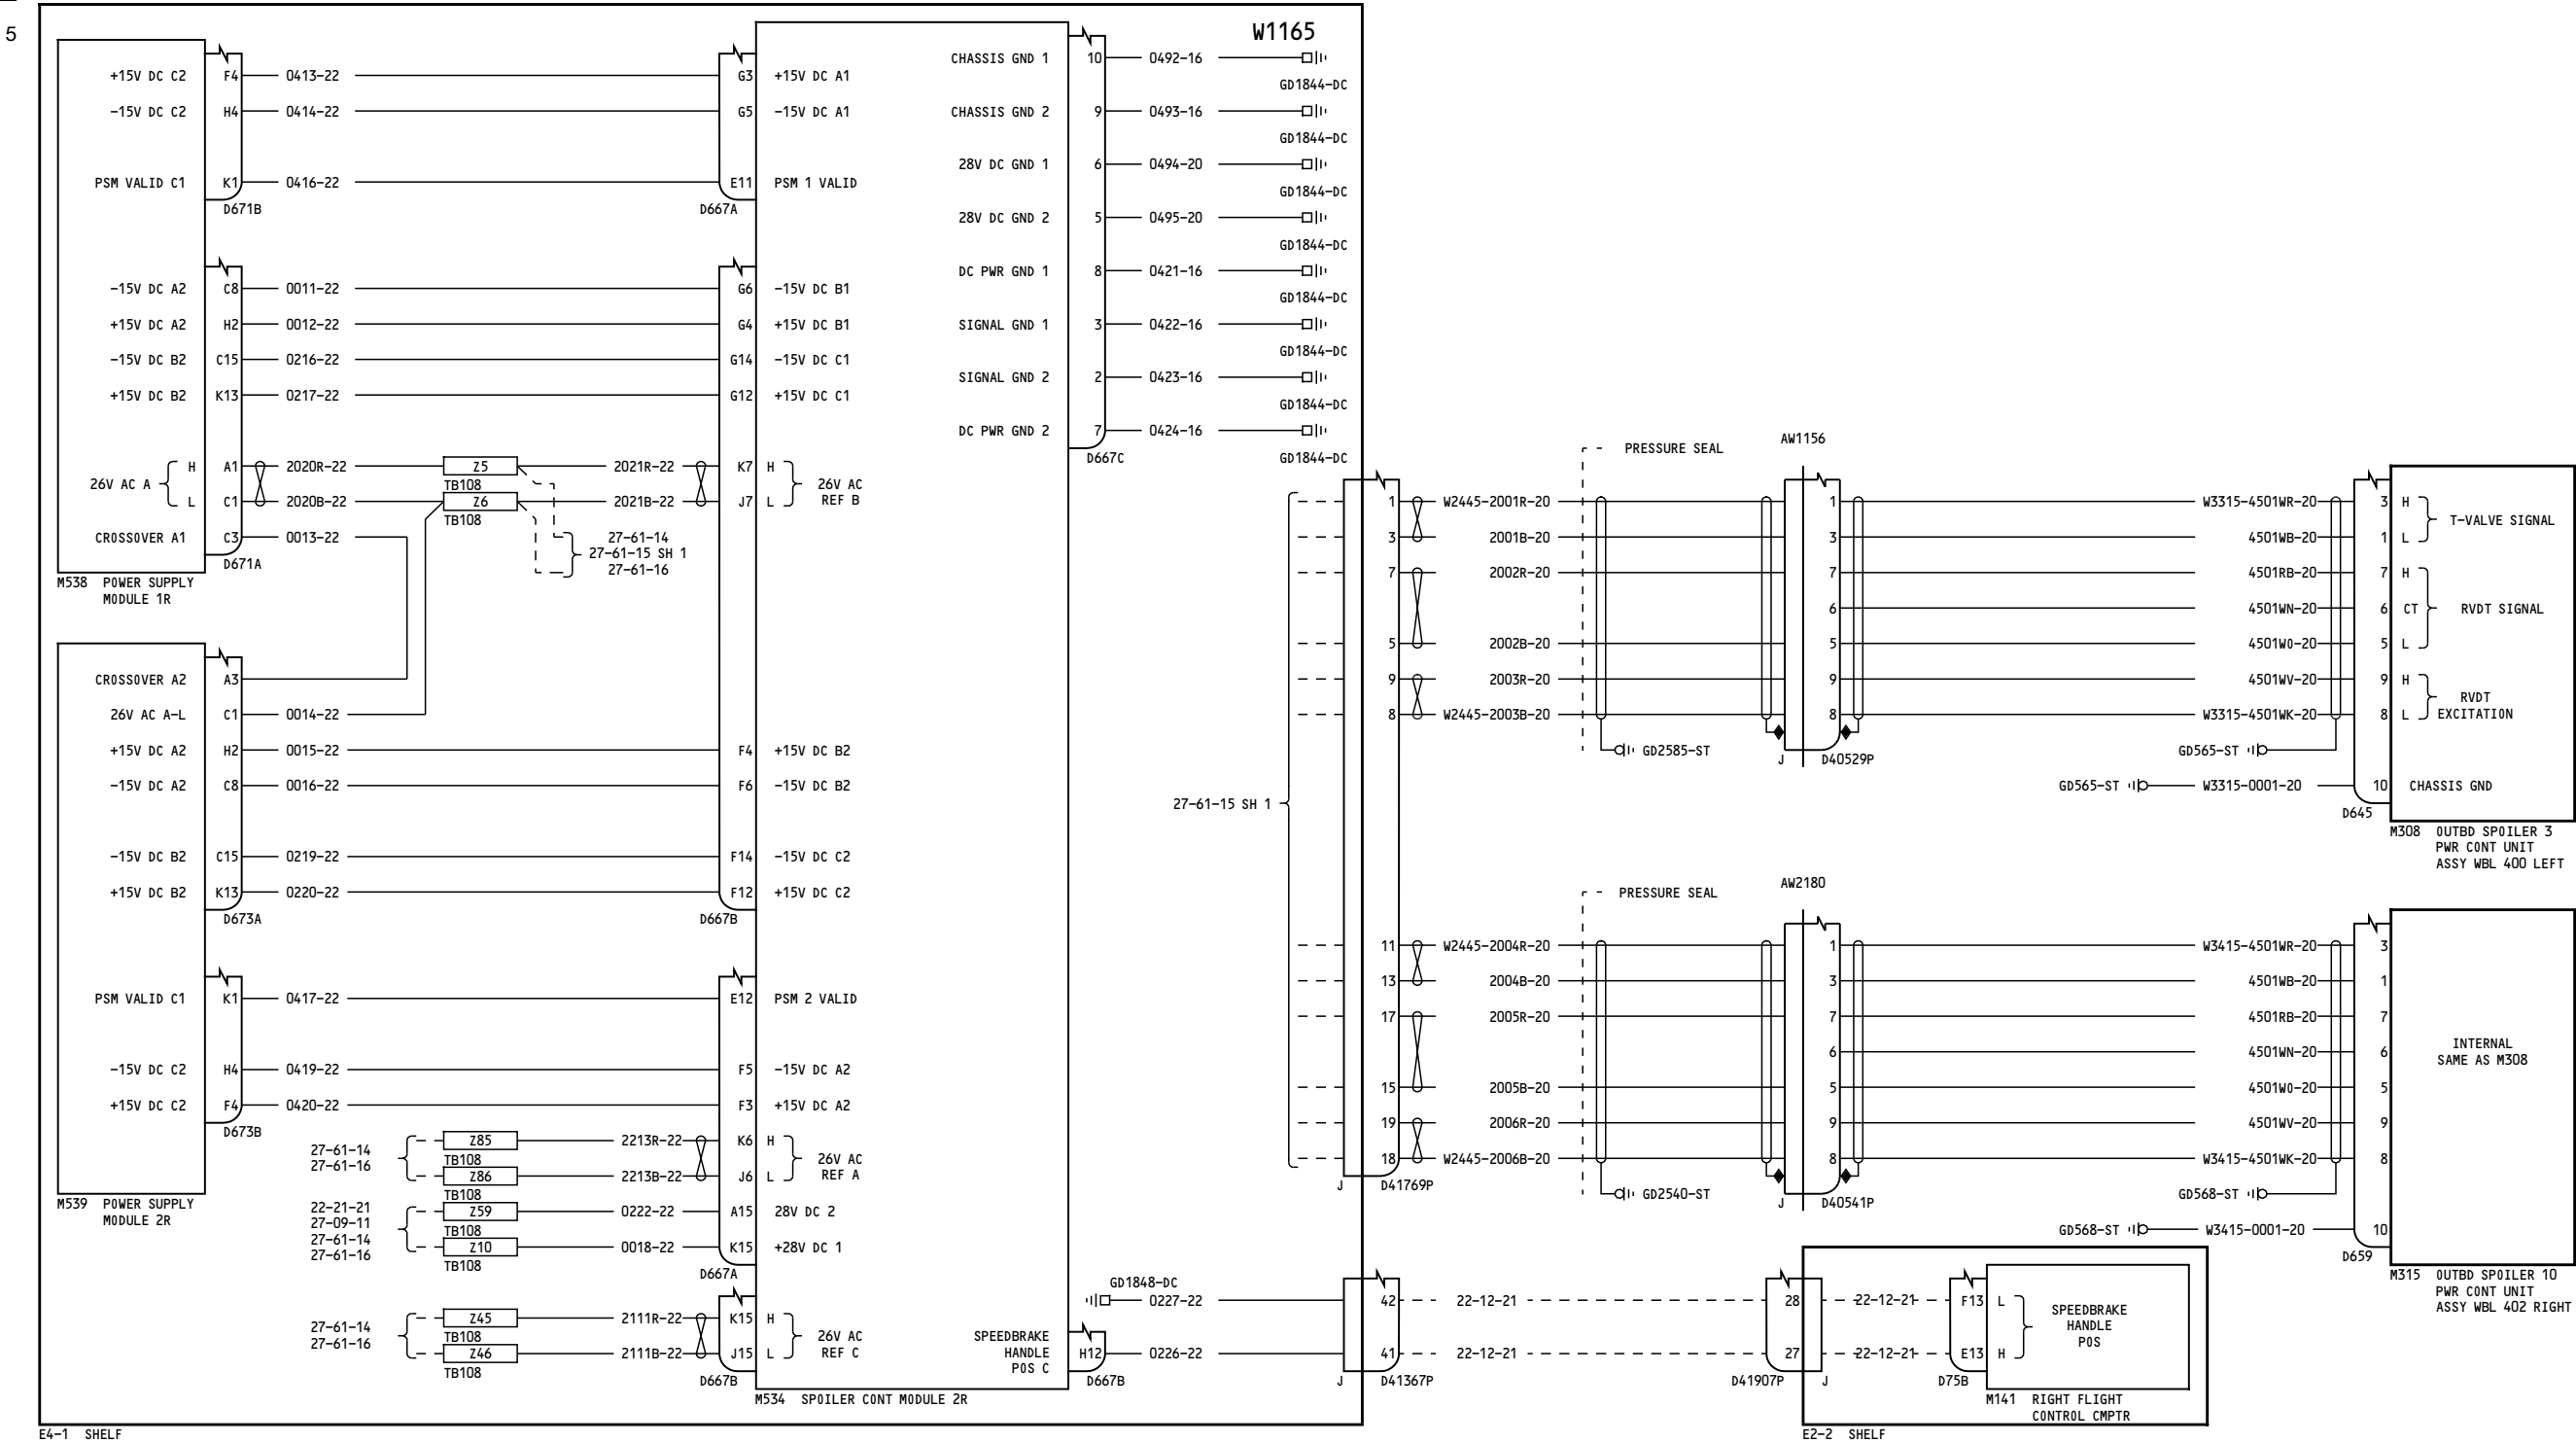 5
W1165
+15V DC C2 F4 0413-22 G3 +15V DC A1
-15V DC C2 H4 0414-22 G5 -15V DC A1
PSM VALID C1 K1 0416-22 E11 PSM 1 VALID
D671B D667A
-15V DC A2 C8 0011-22 G6 -15V DC B1
+15V DC A2 H2 0012-22 G4 +15V DC B1
-15V DC B2 C15 0216-22 G14 -15V DC C1
+15V DC B2 K13 0217-22 G12 +15V DC C1
26V AC A
H A1 2020R-22 Z5 2021R-22 K7 H
TB108
L C1 2020B-22 Z6 2021B-22 J7 L
TB108
26V AC
REF B
CROSSOVER A1 C3 0013-22
27-61-14
27-61-15 SH 1
27-61-16
D671A
M538 POWER SUPPLY
MODULE 1R
CROSSOVER A2 A3
26V AC A-L C1 0014-22
+15V DC A2 H2 0015-22 F4 +15V DC B2
-15V DC A2 C8 0016-22 F6 -15V DC B2
-15V DC B2 C15 0219-22 F14 -15V DC C2
+15V DC B2 K13 0220-22 F12 +15V DC C2
D673A D667B
PSM VALID C1 K1 0417-22 E12 PSM 2 VALID
-15V DC C2 H4 0419-22 F5 -15V DC A2
+15V DC C2 F4 0420-22 F3 +15V DC A2
D673B
M539 POWER SUPPLY
MODULE 2R
27-61-14
27-61-16
Z85 2213R-22 K6 H
TB108
Z86 2213B-22 J6 L
TB108
26V AC
REF A
22-21-21
27-09-11
27-61-14
27-61-16
Z59 0222-22 A15 28V DC 2
TB108
Z10 0018-22 K15 +28V DC 1
TB108
D667A
27-61-14
27-61-16
Z45 2111R-22 K15 H
TB108
Z46 2111B-22 J15 L
TB108
26V AC
REF C
D667B
M534 SPOILER CONT MODULE 2R
E4-1 SHELF
CHASSIS GND 1 10 0492-16
GD1844-DC
CHASSIS GND 2 9 0493-16
GD1844-DC
28V DC GND 1 6 0494-20
GD1844-DC
28V DC GND 2 5 0495-20
GD1844-DC
DC PWR GND 1 8 0421-16
GD1844-DC
SIGNAL GND 1 3 0422-16
GD1844-DC
SIGNAL GND 2 2 0423-16
GD1844-DC
DC PWR GND 2 7 0424-16
D667C GD1844-DC
27-61-15 SH 1
PRESSURE SEAL AW1156
1 W2445-2001R-20 1 W3315-4501WR-20 3 H
3 2001B-20 3 4501WB-20 1 L
T-VALVE SIGNAL
7 2002R-20 7 4501RB-20 7 H
6 4501WN-20 6 CT RVDT SIGNAL
5 2002B-20 5 4501WO-20 5 L
9 2003R-20 9 4501WV-20 9 H
8 W2445-2003B-20 8 W3315-4501WK-20 8 L
RVDT
EXCITATION
GD2585-ST J D40529P GD565-ST
GD565-ST W3315-0001-20 10 CHASSIS GND
D645
M308 OUTBD SPOILER 3
PWR CONT UNIT
ASSY WBL 400 LEFT
PRESSURE SEAL AW2180
11 W2445-2004R-20 1 W3415-4501WR-20 3
13 2004B-20 3 4501WB-20 1
17 2005R-20 7 4501RB-20 7
6 4501WN-20 6
15 2005B-20 5 4501WO-20 5
19 2006R-20 9 4501WV-20 9
18 W2445-2006B-20 8 W3415-4501WK-20 8
INTERNAL
SAME AS M308
J D41769P GD2540-ST J D40541P GD568-ST
GD568-ST W3415-0001-20 10
D659
M315 OUTBD SPOILER 10
PWR CONT UNIT
ASSY WBL 402 RIGHT
GD1848-DC
0227-22 42 22-12-21 28 22-12-21 F13 L
SPEEDBRAKE
HANDLE
POS C
H12 0226-22 41 22-12-21 27 22-12-21 E13 H
SPEEDBRAKE
HANDLE
POS
D667B J D41367P D41907P J D75B
M141 RIGHT FLIGHT
CONTROL CMPTR
E2-2 SHELF